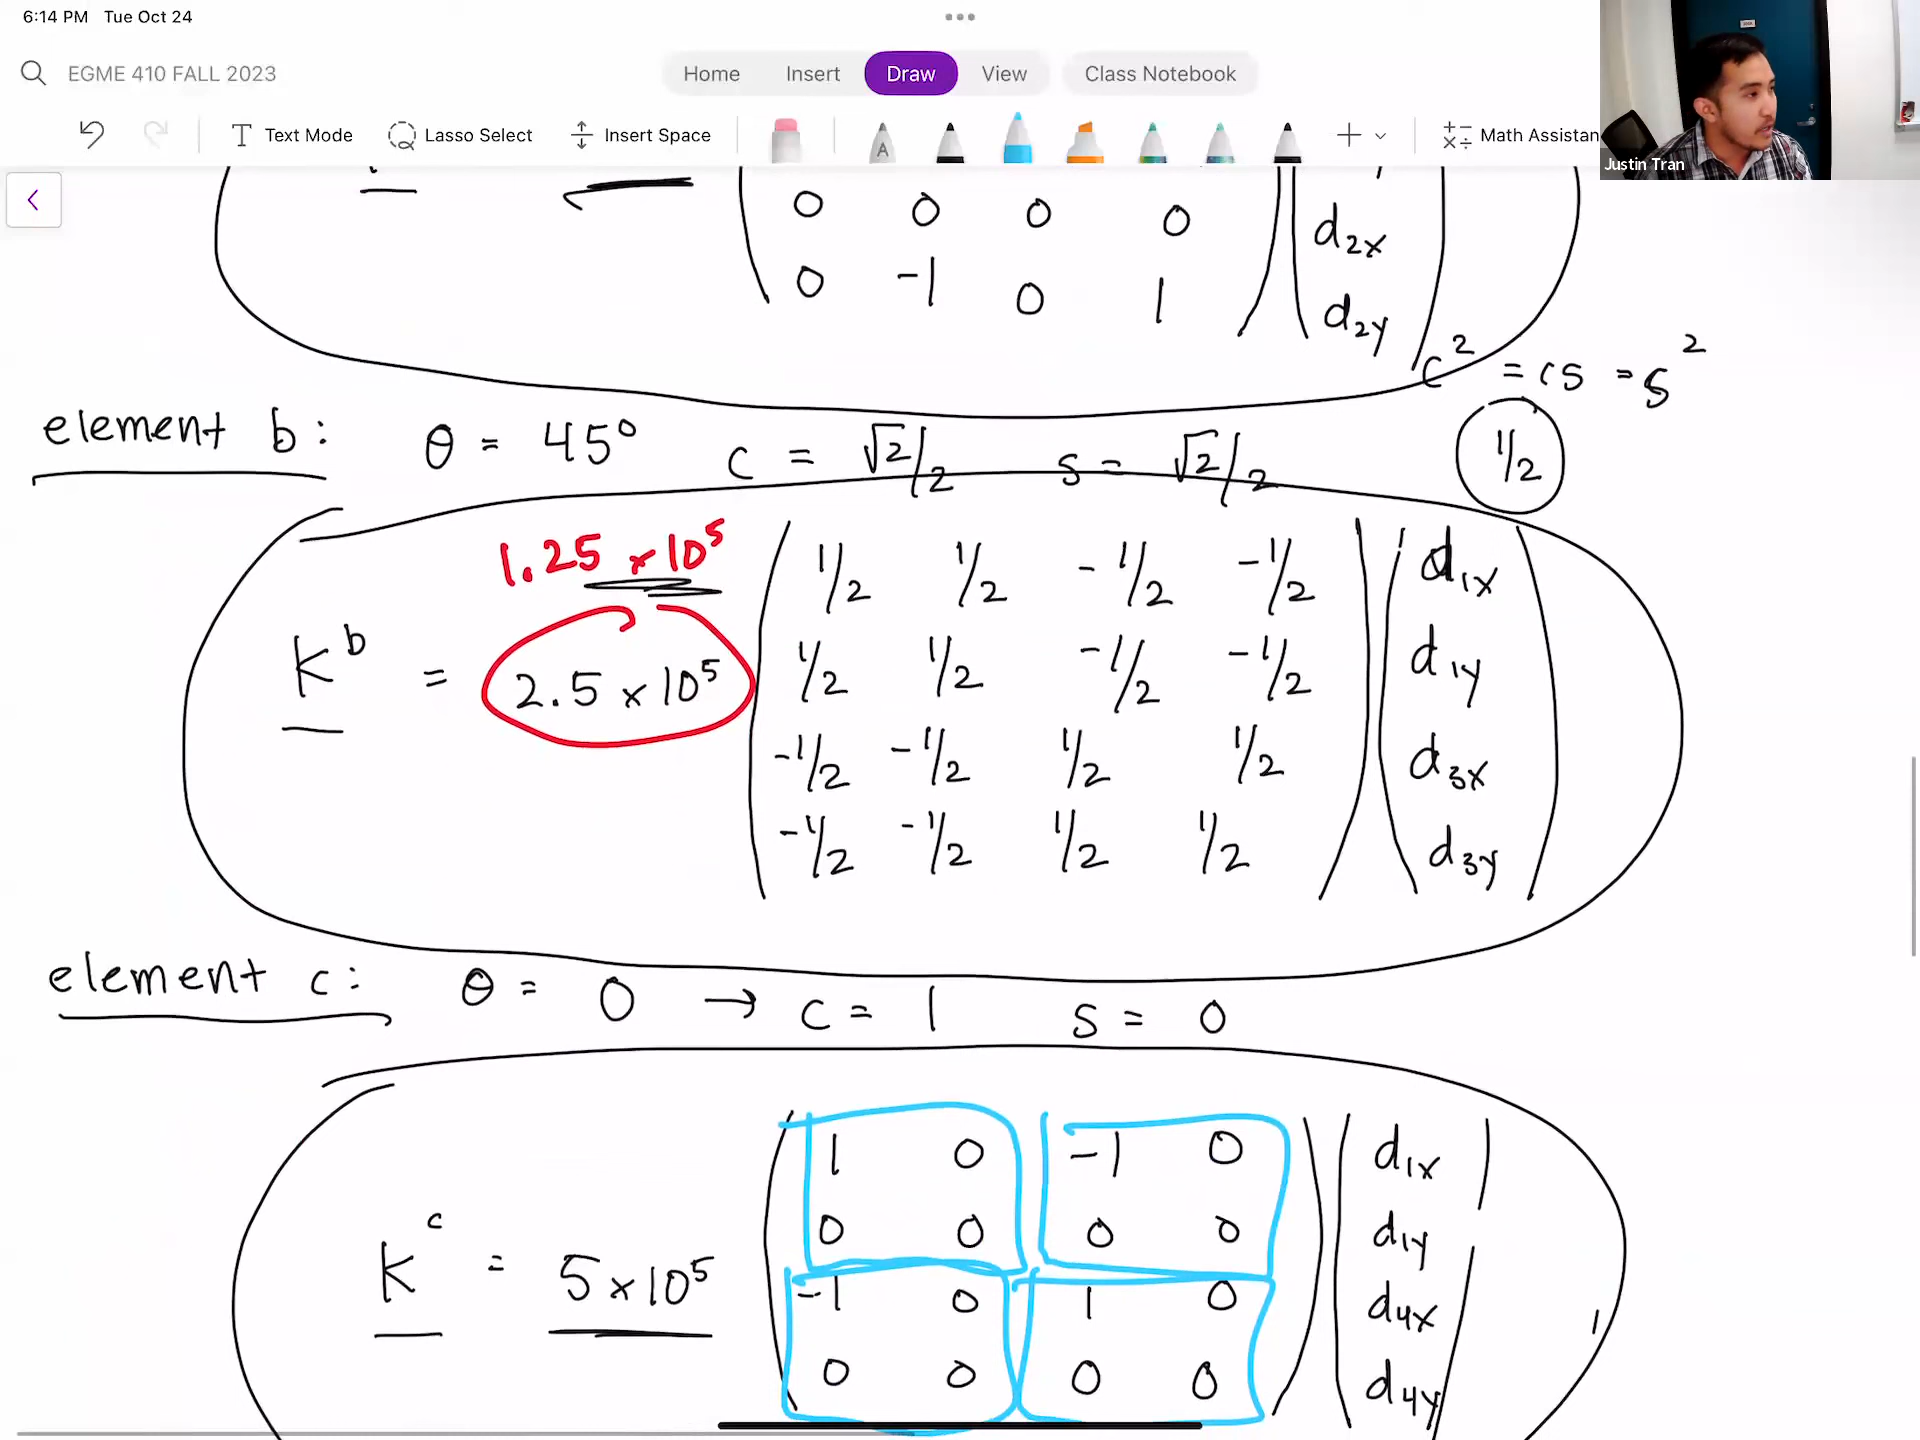 6:14 PM Tue Oct 24
EGME 410 FALL 2023
Home Insert Draw View Class Notebook
Text Mode Lasso Select Insert Space Math Assistan
Justin Tran
0 0 0 0 d2x
0 -1 0 1 d2y
c² = cs = s²
element b: θ = 45° c = √2/2 s = √2/2 1/2
1.25 x 10⁵
K^b = 2.5 x 10⁵
1/2 1/2 -1/2 -1/2 d1x
1/2 1/2 -1/2 -1/2 d1y
-1/2 -1/2 1/2 1/2 d3x
-1/2 -1/2 1/2 1/2 d3y
element c: θ = 0 → c = 1 s = 0
K^c = 5 x 10⁵
1 0 -1 0 d1x
0 0 0 0 d1y
-1 0 1 0 d4x
0 0 0 0 d4y